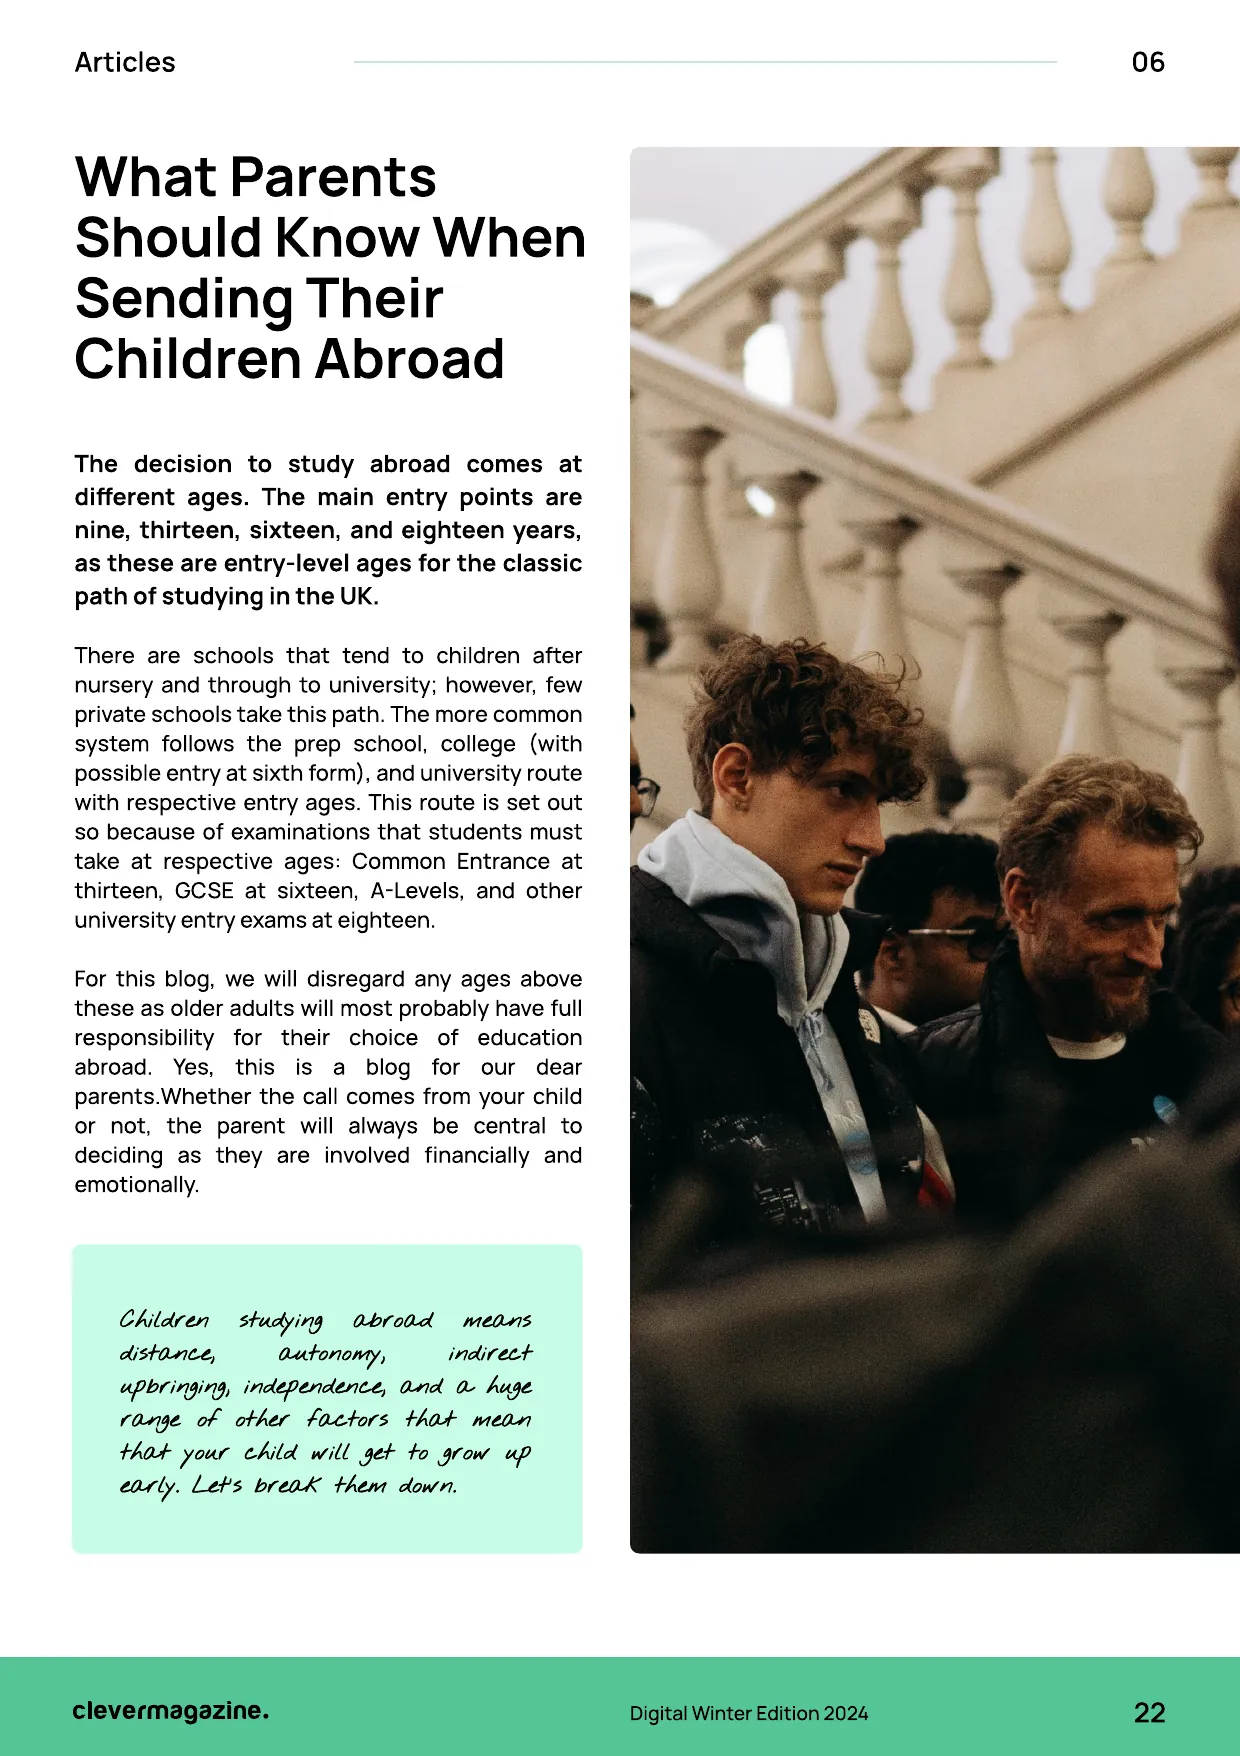 Articles
06
What Parents
Should Know When
Sending Their
Children Abroad
The decision to study abroad comes at
different ages. The main entry points are
nine, thirteen, sixteen, and eighteen years,
as these are entry-level ages for the classic
path of studying in the UK.
There are schools that tend to children after
nursery and through to university; however, few
private schools take this path. The more common
system follows the prep school, college (with
possible entry at sixth form), and university route
with respective entry ages. This route is set out
so because of examinations that students must
take at respective ages: Common Entrance at
thirteen, GCSE at sixteen, A-Levels, and other
university entry exams at eighteen.
For this blog, we will disregard any ages above
these as older adults will most probably have full
responsibility for their choice of education
abroad. Yes, this is a blog for our dear
parents.Whether the call comes from your child
or not, the parent will always be central to
deciding as they are involved financially and
emotionally.
Children studying abroad means
distance, autonomy, indirect
upbringing, independence, and a huge
range of other factors that mean
that your child will get to grow up
early. Let's break them down.
clevermagazine.
Digital Winter Edition 2024
22